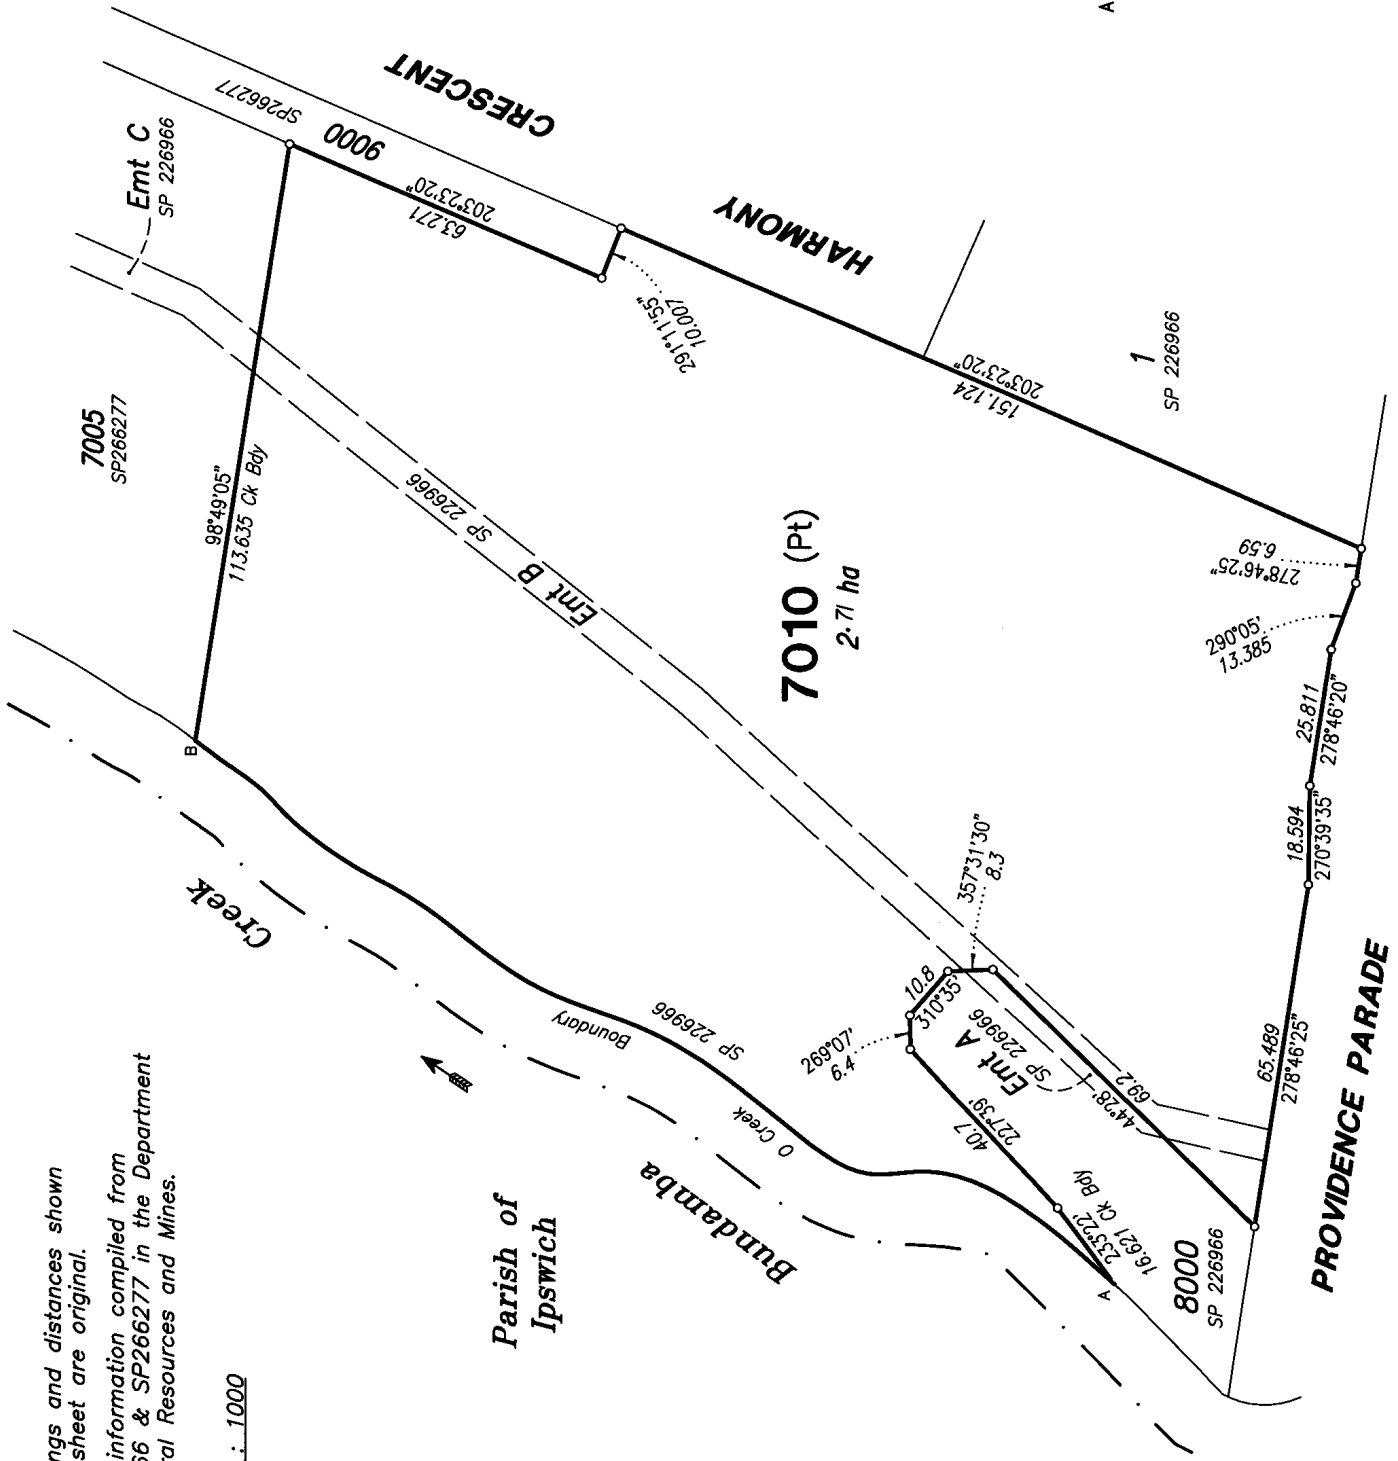 ngs and distances shown
sheet are original.
information compiled from
66 & SP266277 in the Department
ral Resources and Mines.
: 1000
Parish of
Ipswich
Bundamba
Creek
O Creek
Boundary
SP 226966
A
B
A
7005
SP266277
98°49'05"
113.635 Ck Bdy
Emt C
SP 226966
SP266277
9000
CRESCENT
HARMONY
63.271
203°23'20"
291°11'55"
10.007
151.124
203°23'20"
1
SP 226966
SP 226966
Emt B
7010 (Pt)
2.71 ha
357°31'30"
8.3
10.8
310°35'
269°07'
6.4
Emt A
SP 226966
40.7
227°39'
69.2
44°28'
233°22'
16.621 Ck Bdy
8000
SP 226966
278°46'25"
6.59
290°05'
13.385
25.811
278°46'20"
18.594
270°39'35"
65.489
278°46'25"
PROVIDENCE PARADE